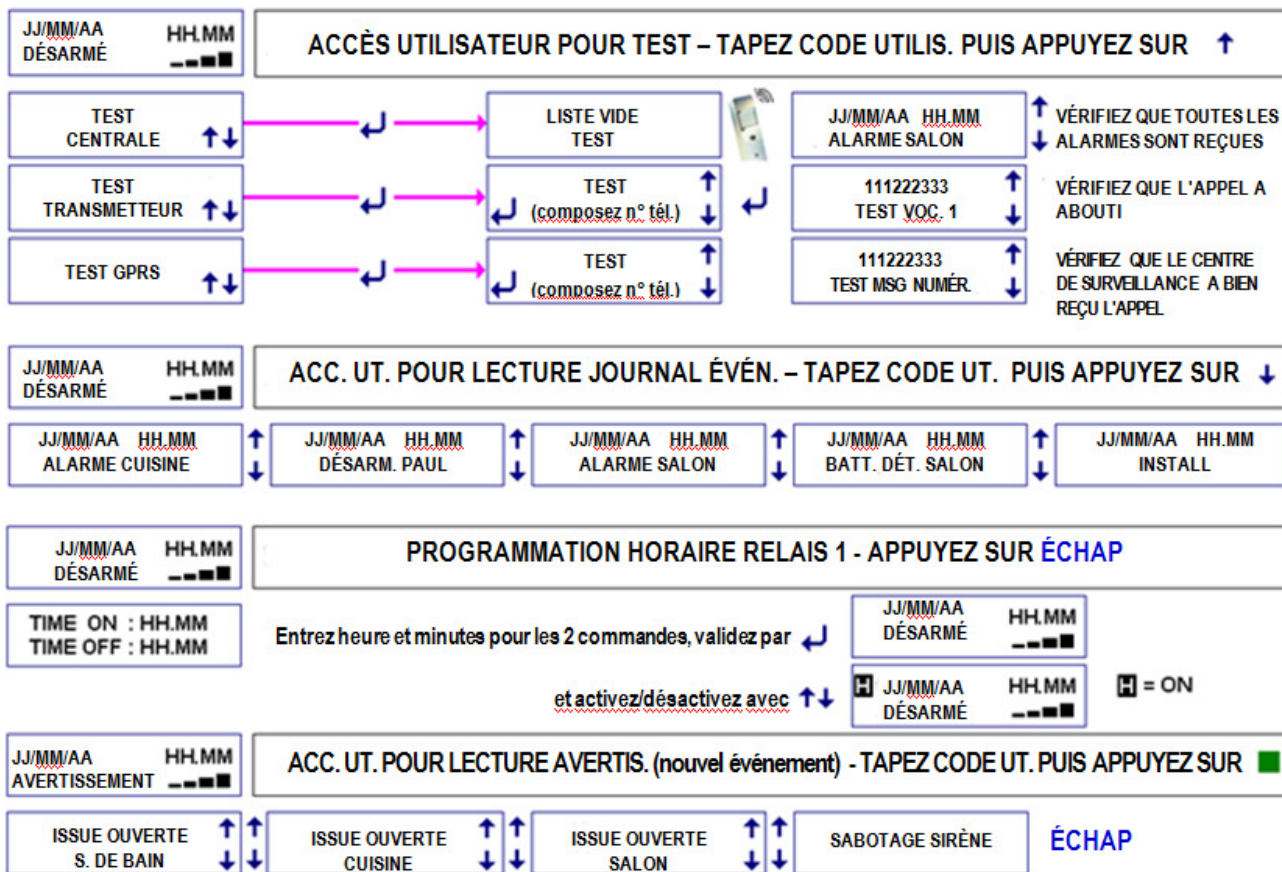 JJ/MM/AA HH.MM
DÉSARMÉ
ACCÈS UTILISATEUR POUR TEST – TAPEZ CODE UTILIS. PUIS APPUYEZ SUR ↑
TEST
CENTRALE ↑↓
LISTE VIDE
TEST
JJ/MM/AA HH.MM
ALARME SALON
VÉRIFIEZ QUE TOUTES LES
ALARMES SONT REÇUES
TEST
TRANSMETTEUR ↑↓
TEST
(composez n° tél.)
111222333
TEST VOC. 1
VÉRIFIEZ QUE L'APPEL A
ABOUTI
TEST GPRS ↑↓
TEST
(composez n° tél.)
111222333
TEST MSG NUMÉR.
VÉRIFIEZ QUE LE CENTRE
DE SURVEILLANCE A BIEN
REÇU L'APPEL
JJ/MM/AA HH.MM
DÉSARMÉ
ACC. UT. POUR LECTURE JOURNAL ÉVÉN. – TAPEZ CODE UT. PUIS APPUYEZ SUR ↓
JJ/MM/AA HH.MM
ALARME CUISINE
JJ/MM/AA HH.MM
DÉSARM. PAUL
JJ/MM/AA HH.MM
ALARME SALON
JJ/MM/AA HH.MM
BATT. DÉT. SALON
JJ/MM/AA HH.MM
INSTALL
JJ/MM/AA HH.MM
DÉSARMÉ
PROGRAMMATION HORAIRE RELAIS 1 - APPUYEZ SUR ÉCHAP
TIME ON : HH.MM
TIME OFF : HH.MM
Entrez heure et minutes pour les 2 commandes, validez par ↵
JJ/MM/AA HH.MM
DÉSARMÉ
et activez/désactivez avec ↑↓
H JJ/MM/AA HH.MM
DÉSARMÉ
H = ON
JJ/MM/AA HH.MM
AVERTISSEMENT
ACC. UT. POUR LECTURE AVERTIS. (nouvel événement) - TAPEZ CODE UT. PUIS APPUYEZ SUR
ISSUE OUVERTE
S. DE BAIN
ISSUE OUVERTE
CUISINE
ISSUE OUVERTE
SALON
SABOTAGE SIRÈNE
ÉCHAP